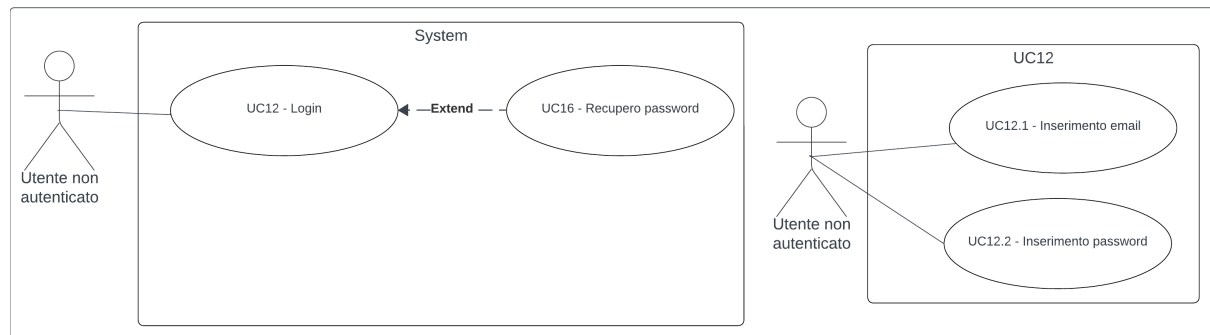 System
UC12 - Login
Extend
UC16 - Recupero password
Utente non
autenticato
UC12
UC12.1 - Inserimento email
UC12.2 - Inserimento password
Utente non
autenticato